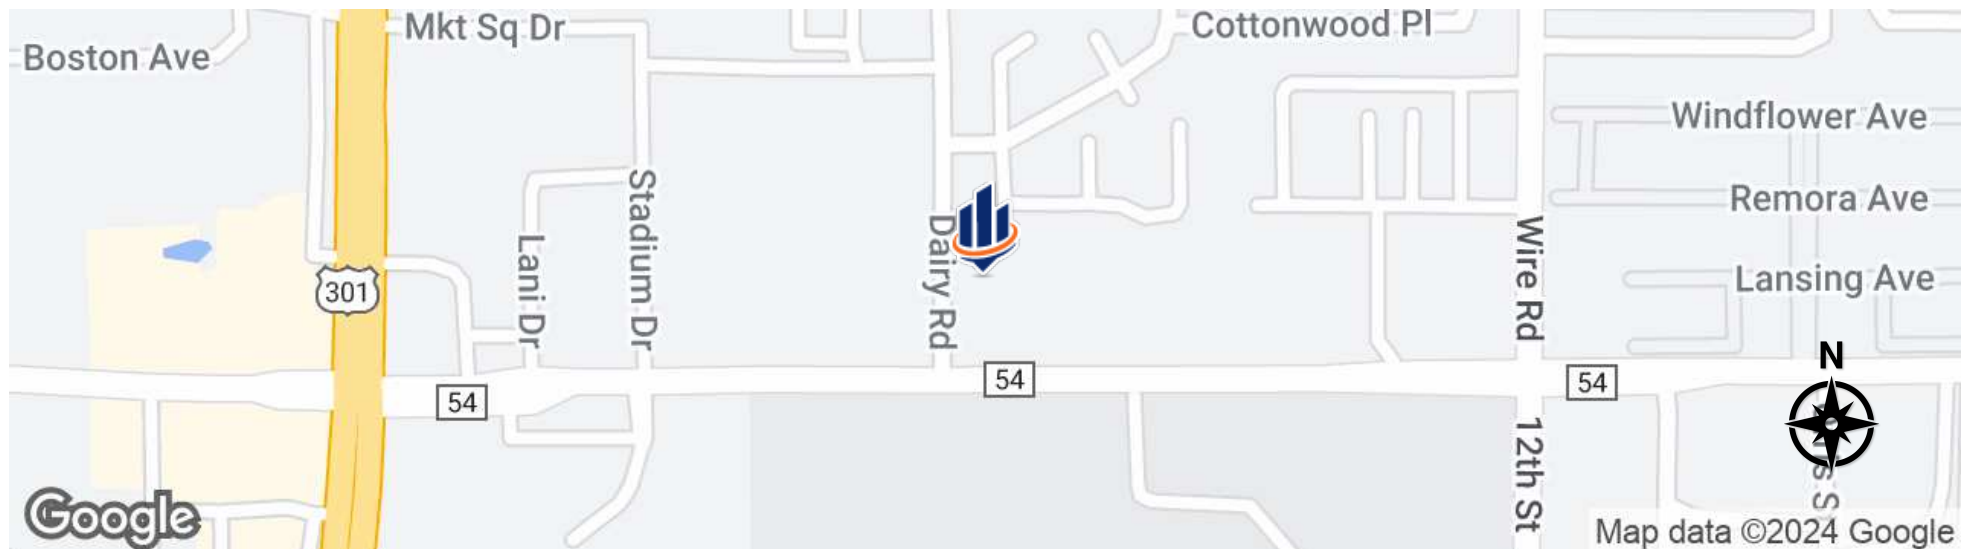 Mkt Sq Dr
Cottonwood Pl
Boston Ave
Windflower Ave
Stadium Dr
Remora Ave
Dairy Rd
Wire Rd
Lani Dr
Lansing Ave
301
N
54
54
54
12th St
Google
Map data ©2024 Google